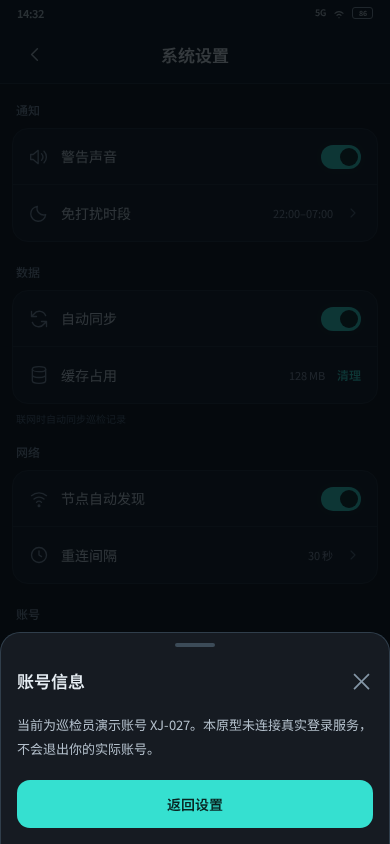 14:32
5G
86
系统设置
通知
警告声音
免打扰时段
22:00–07:00
数据
自动同步
缓存占用
128 MB
清理
联网时自动同步巡检记录
网络
节点自动发现
重连间隔
30 秒
账号
账号信息
当前为巡检员演示账号 XJ-027。本原型未连接真实登录服务，
不会退出你的实际账号。
返回设置